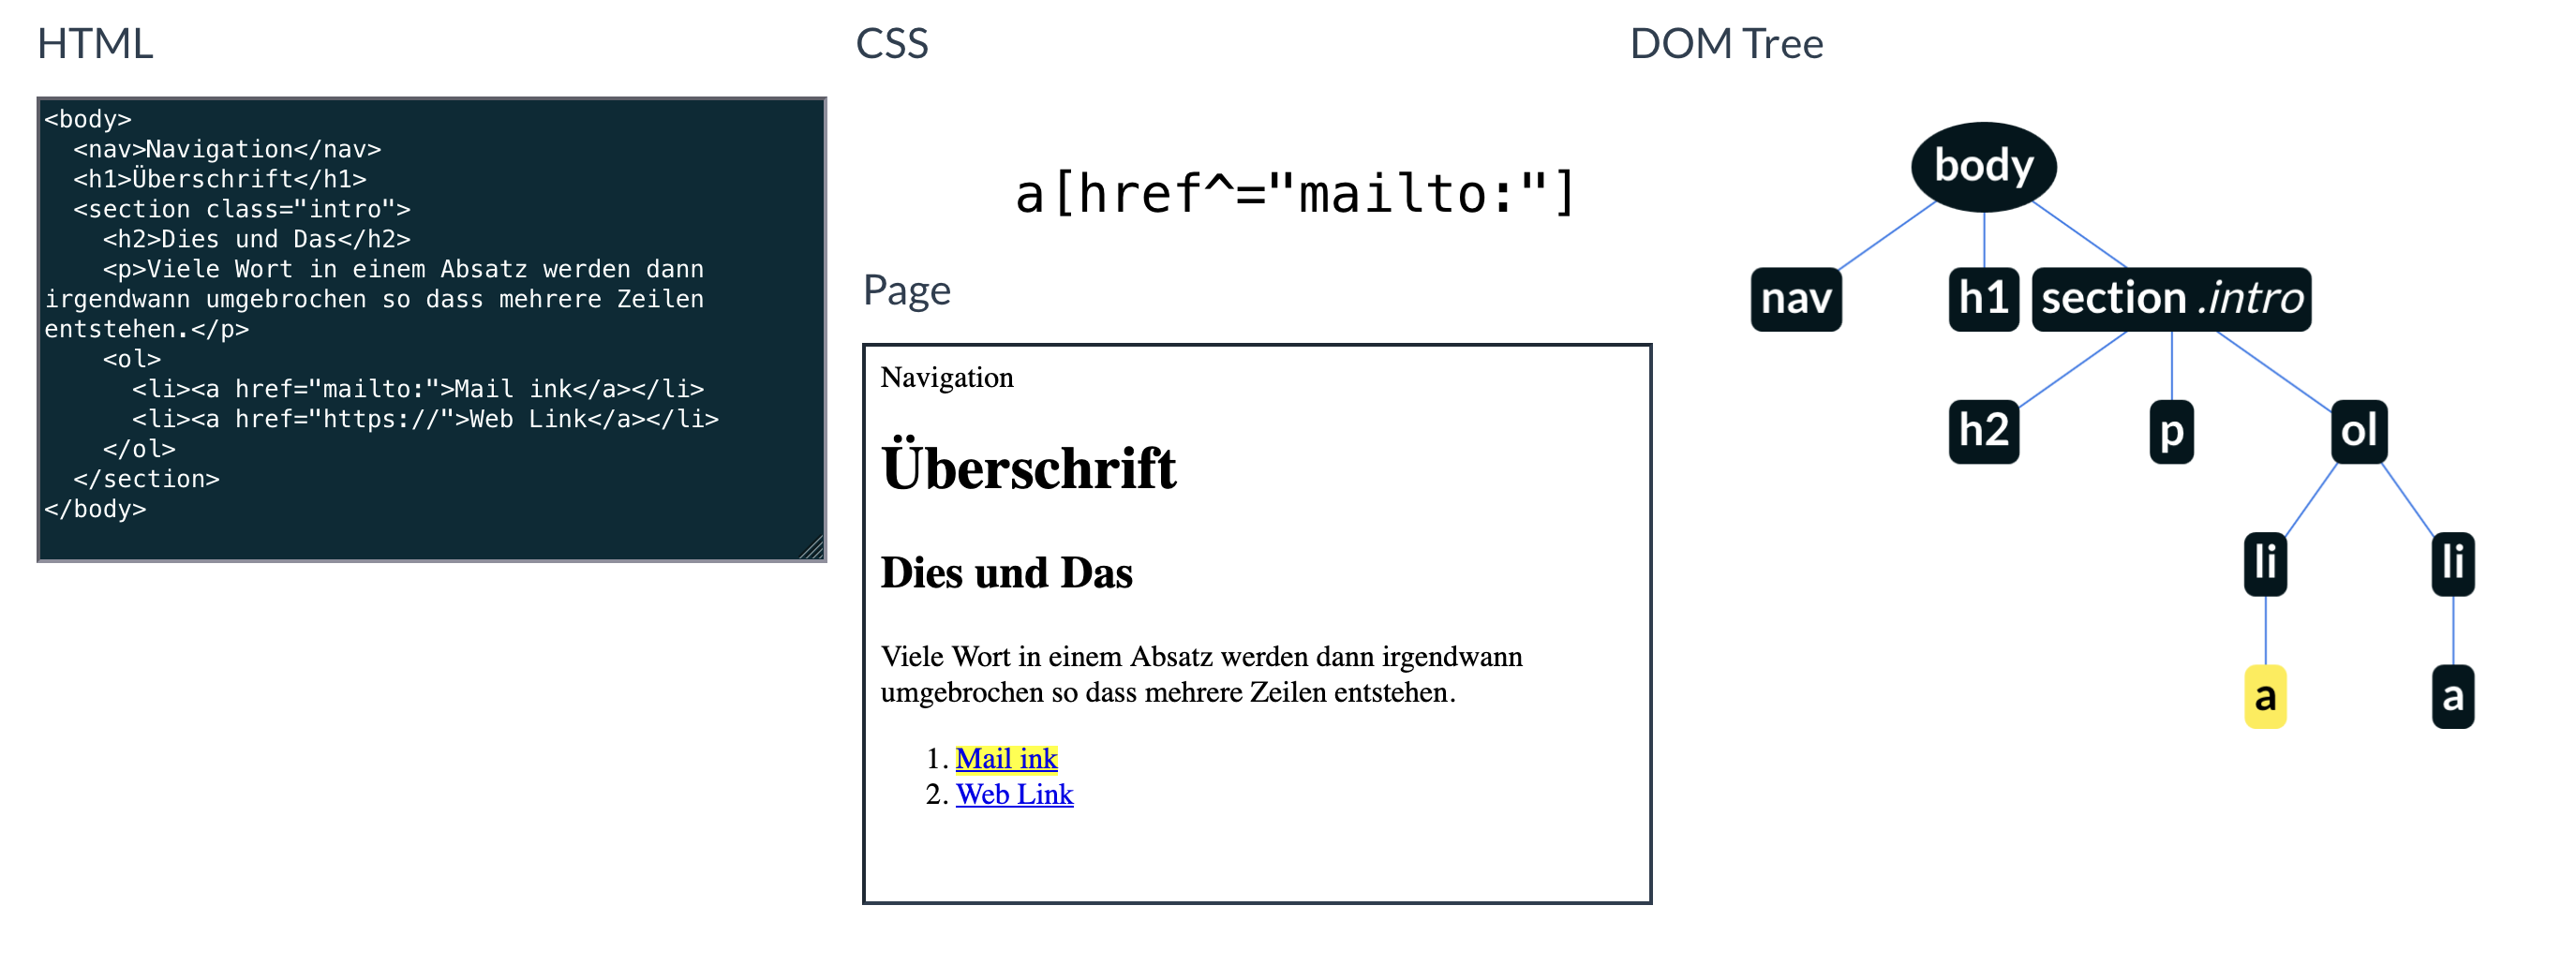 HTML
<body>
  <nav>Navigation</nav>
  <h1>Überschrift</h1>
  <section class="intro">
    <h2>Dies und Das</h2>
    <p>Viele Wort in einem Absatz werden dann
irgendwann umgebrochen so dass mehrere Zeilen
entstehen.</p>
    <ol>
      <li><a href="mailto:">Mail ink</a></li>
      <li><a href="https://">Web Link</a></li>
    </ol>
  </section>
</body>
CSS
a[href^="mailto:"]
Page
Navigation
Überschrift
Dies und Das
Viele Wort in einem Absatz werden dann irgendwann
umgebrochen so dass mehrere Zeilen entstehen.
1. Mail ink
2. Web Link
DOM Tree
body
nav h1 section .intro
h2 p ol
li li
a a